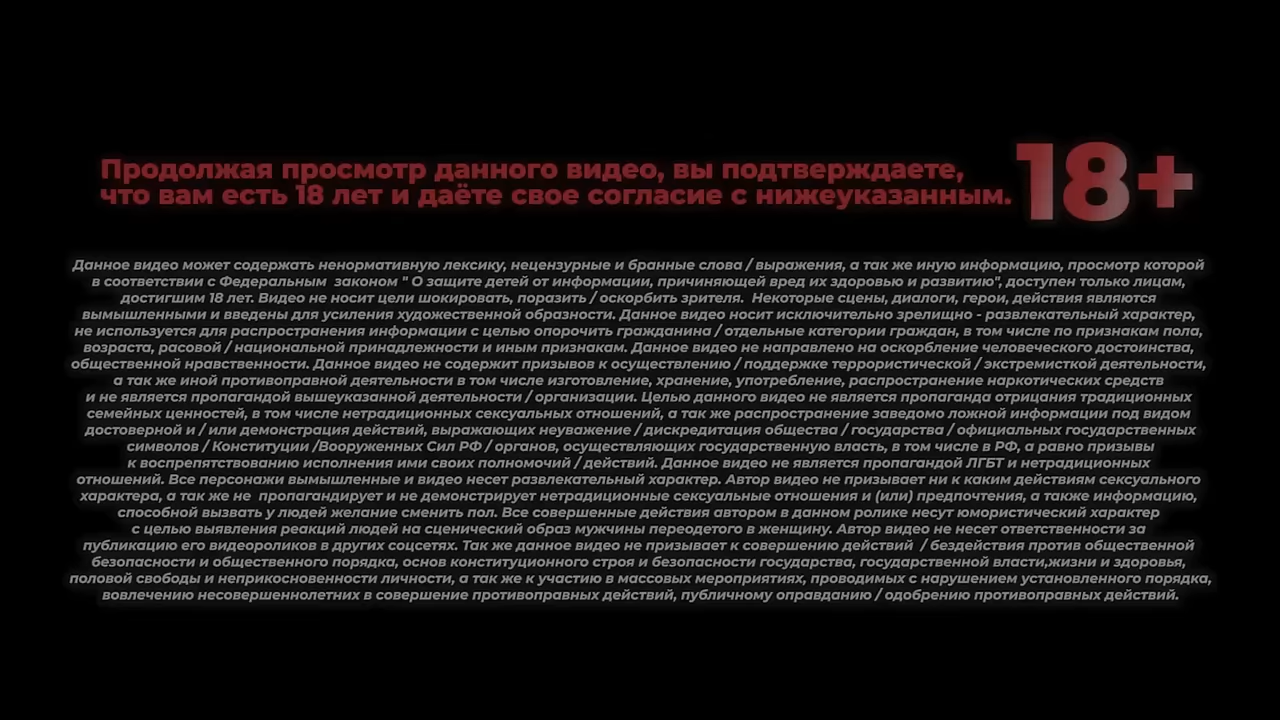 Продолжая просмотр данного видео, вы подтверждаете,
что вам есть 18 лет и даёте свое согласие с нижеуказанным.
18+
Данное видео может содержать ненормативную лексику, нецензурные и бранные слова / выражения, а так же иную информацию, просмотр которой
в соответствии с Федеральным законом " О защите детей от информации, причиняющей вред их здоровью и развитию", доступен только лицам,
достигшим 18 лет. Видео не носит цели шокировать, поразить / оскорбить зрителя. Некоторые сцены, диалоги, герои, действия являются
вымышленными и введены для усиления художественной образности. Данное видео носит исключительно зрелищно - развлекательный характер,
не используется для распространения информации с целью опорочить гражданина / отдельные категории граждан, в том числе по признакам пола,
возраста, расовой / национальной принадлежности и иным признакам. Данное видео не направлено на оскорбление человеческого достоинства,
общественной нравственности. Данное видео не содержит призывов к осуществлению / поддержке террористической / экстремисткой деятельности,
а так же иной противоправной деятельности в том числе изготовление, хранение, употребление, распространение наркотических средств
и не является пропагандой вышеуказанной деятельности / организации. Целью данного видео не является пропаганда отрицания традиционных
семейных ценностей, в том числе нетрадиционных сексуальных отношений, а так же распространение заведомо ложной информации под видом
достоверной и / или демонстрация действий, выражающих неуважение / дискредитация общества / государства / официальных государственных
символов / Конституции /Вооруженных Сил РФ / органов, осуществляющих государственную власть, в том числе в РФ, а равно призывы
к воспрепятствованию исполнения ими своих полномочий / действий. Данное видео не является пропагандой ЛГБТ и нетрадиционных
отношений. Все персонажи вымышленные и видео несет развлекательный характер. Автор видео не призывает ни к каким действиям сексуального
характера, а так же не пропагандирует и не демонстрирует нетрадиционные сексуальные отношения и (или) предпочтения, а также информацию,
способной вызвать у людей желание сменить пол. Все совершенные действия автором в данном ролике несут юмористический характер
с целью выявления реакций людей на сценический образ мужчины переодетого в женщину. Автор видео не несет ответственности за
публикацию его видеороликов в других соцсетях. Так же данное видео не призывает к совершению действий / бездействия против общественной
безопасности и общественного порядка, основ конституционного строя и безопасности государства, государственной власти,жизни и здоровья,
половой свободы и неприкосновенности личности, а так же к участию в массовых мероприятиях, проводимых с нарушением установленного порядка,
вовлечению несовершеннолетних в совершение противоправных действий, публичному оправданию / одобрению противоправных действий.